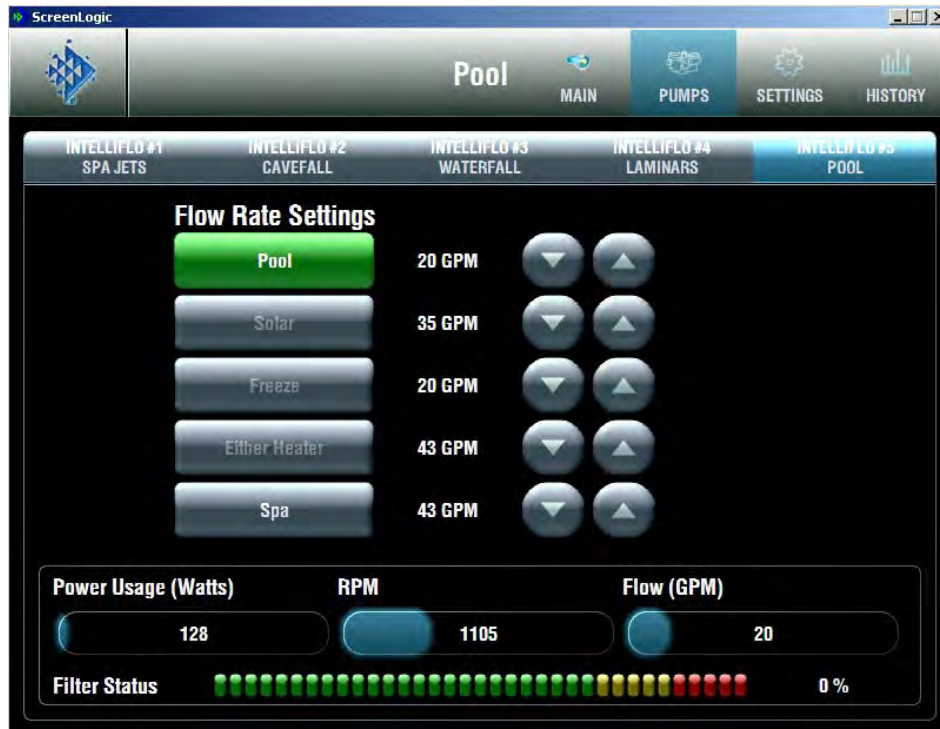 ScreenLogic
Pool
MAIN
PUMPS
SETTINGS
HISTORY
INTELLIFLO #1
SPA JETS
INTELLIFLO #2
CAVEFALL
INTELLIFLO #3
WATERFALL
INTELLIFLO #4
LAMINARS
INTELLIFLO #5
POOL
Flow Rate Settings
Pool 20 GPM
Solar 35 GPM
Freeze 20 GPM
Either Heater 43 GPM
Spa 43 GPM
Power Usage (Watts) RPM Flow (GPM)
128 1105 20
Filter Status 0 %